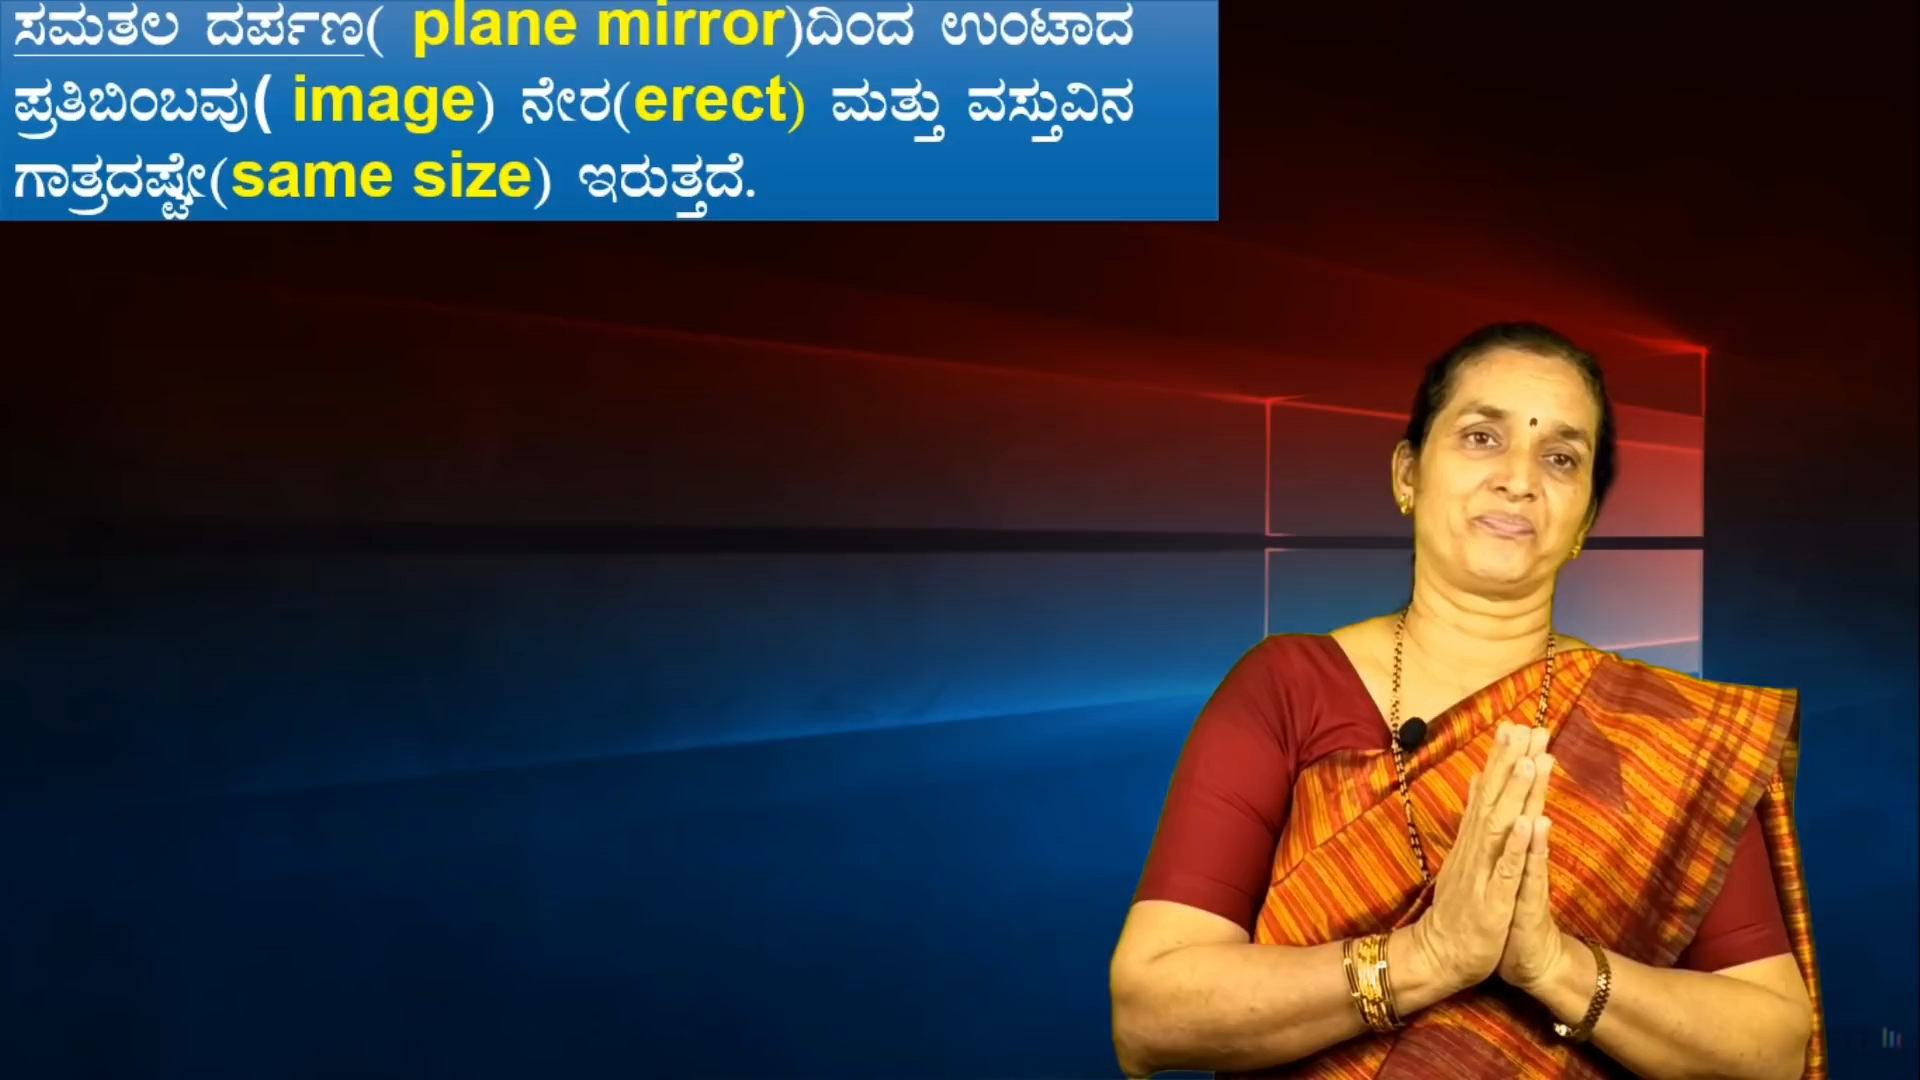 ಸಮತಲ ದರ್ಪಣ( plane mirror)ದಿಂದ ಉಂಟಾದ
ಪ್ರತಿಬಿಂಬವು( image) ನೇರ(erect) ಮತ್ತು ವಸ್ತುವಿನ
ಗಾತ್ರದಷ್ಟೇ(same size) ಇರುತ್ತದೆ.